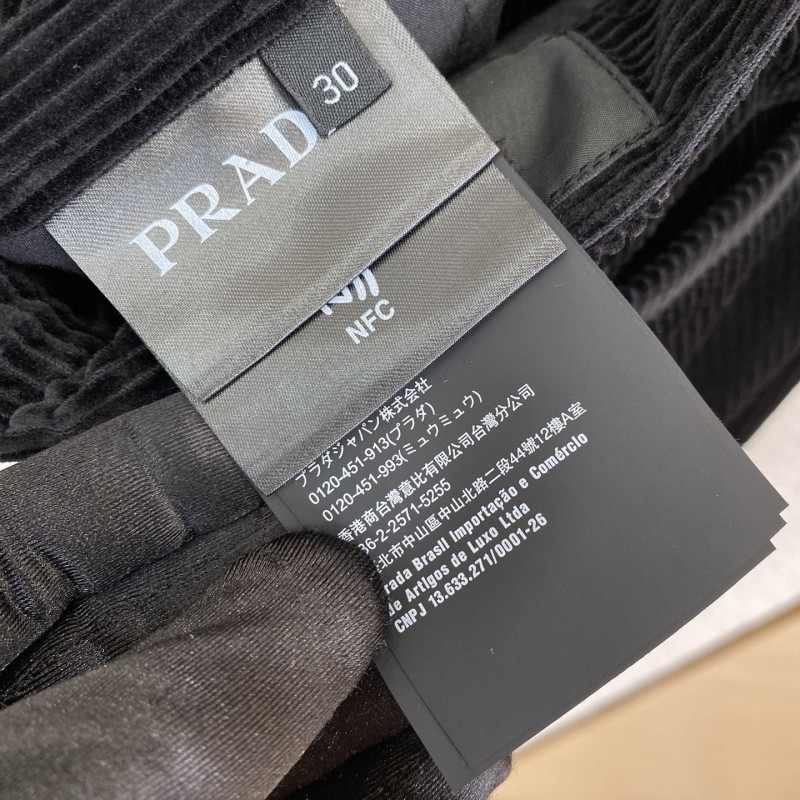 30
PRAD
NFC
プラダジャパン株式会社
0120-451-913(プラダ)
0120-451-993(ミュウミュウ)
香港商台灣意比有限公司台灣分公司
36-2-2571-5255
北市中山區中山北路二段44號12樓A室
rada Brasil Importação e Comércio
de Artigos de Luxo Ltda
CNPJ 13.633.271/0001-26